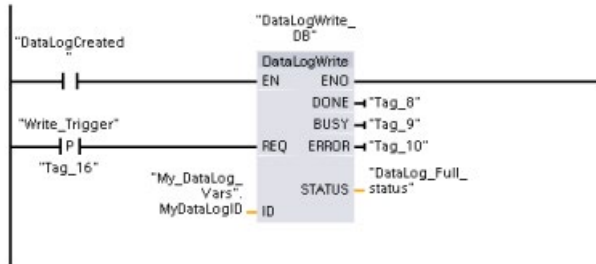 "DataLogWrite_
DB"
"DataLogCreated
"
DataLogWrite
EN ENO
DONE "Tag_8"
BUSY "Tag_9"
"Write_Trigger"
P REQ ERROR "Tag_10"
"Tag_16"
"My_DataLog_
Vars".
MyDataLogID ID
STATUS "DataLog_Full_
status"